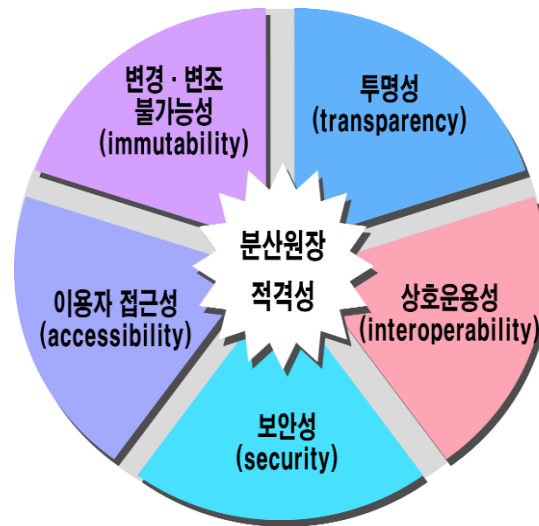 변경·변조
불가능성
(immutability)
투명성
(transparency)
분산원장
적격성
이용자 접근성
(accessibility)
상호운용성
(interoperability)
보안성
(security)